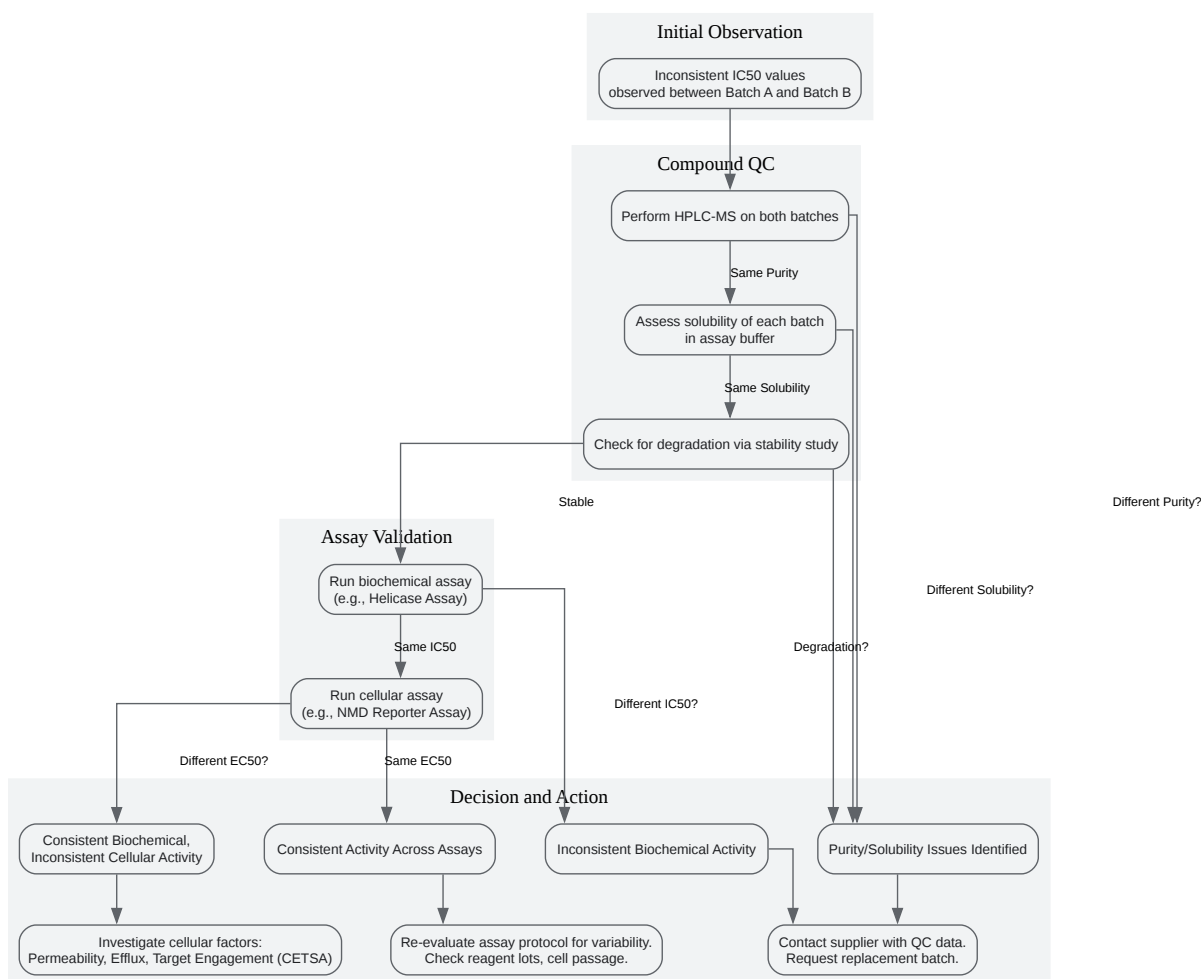 Initial Observation
Inconsistent IC50 values
observed between Batch A and Batch B
Compound QC
Perform HPLC-MS on both batches
Same Purity
Assess solubility of each batch
in assay buffer
Same Solubility
Check for degradation via stability study
Stable
Different Purity?
Assay Validation
Run biochemical assay
(e.g., Helicase Assay)
Different Solubility?
Same IC50
Degradation?
Run cellular assay
(e.g., NMD Reporter Assay)
Different IC50?
Different EC50?
Same EC50
Decision and Action
Consistent Biochemical,
Inconsistent Cellular Activity
Consistent Activity Across Assays
Inconsistent Biochemical Activity
Purity/Solubility Issues Identified
Investigate cellular factors:
Permeability, Efflux, Target Engagement (CETSA)
Re-evaluate assay protocol for variability.
Check reagent lots, cell passage.
Contact supplier with QC data.
Request replacement batch.